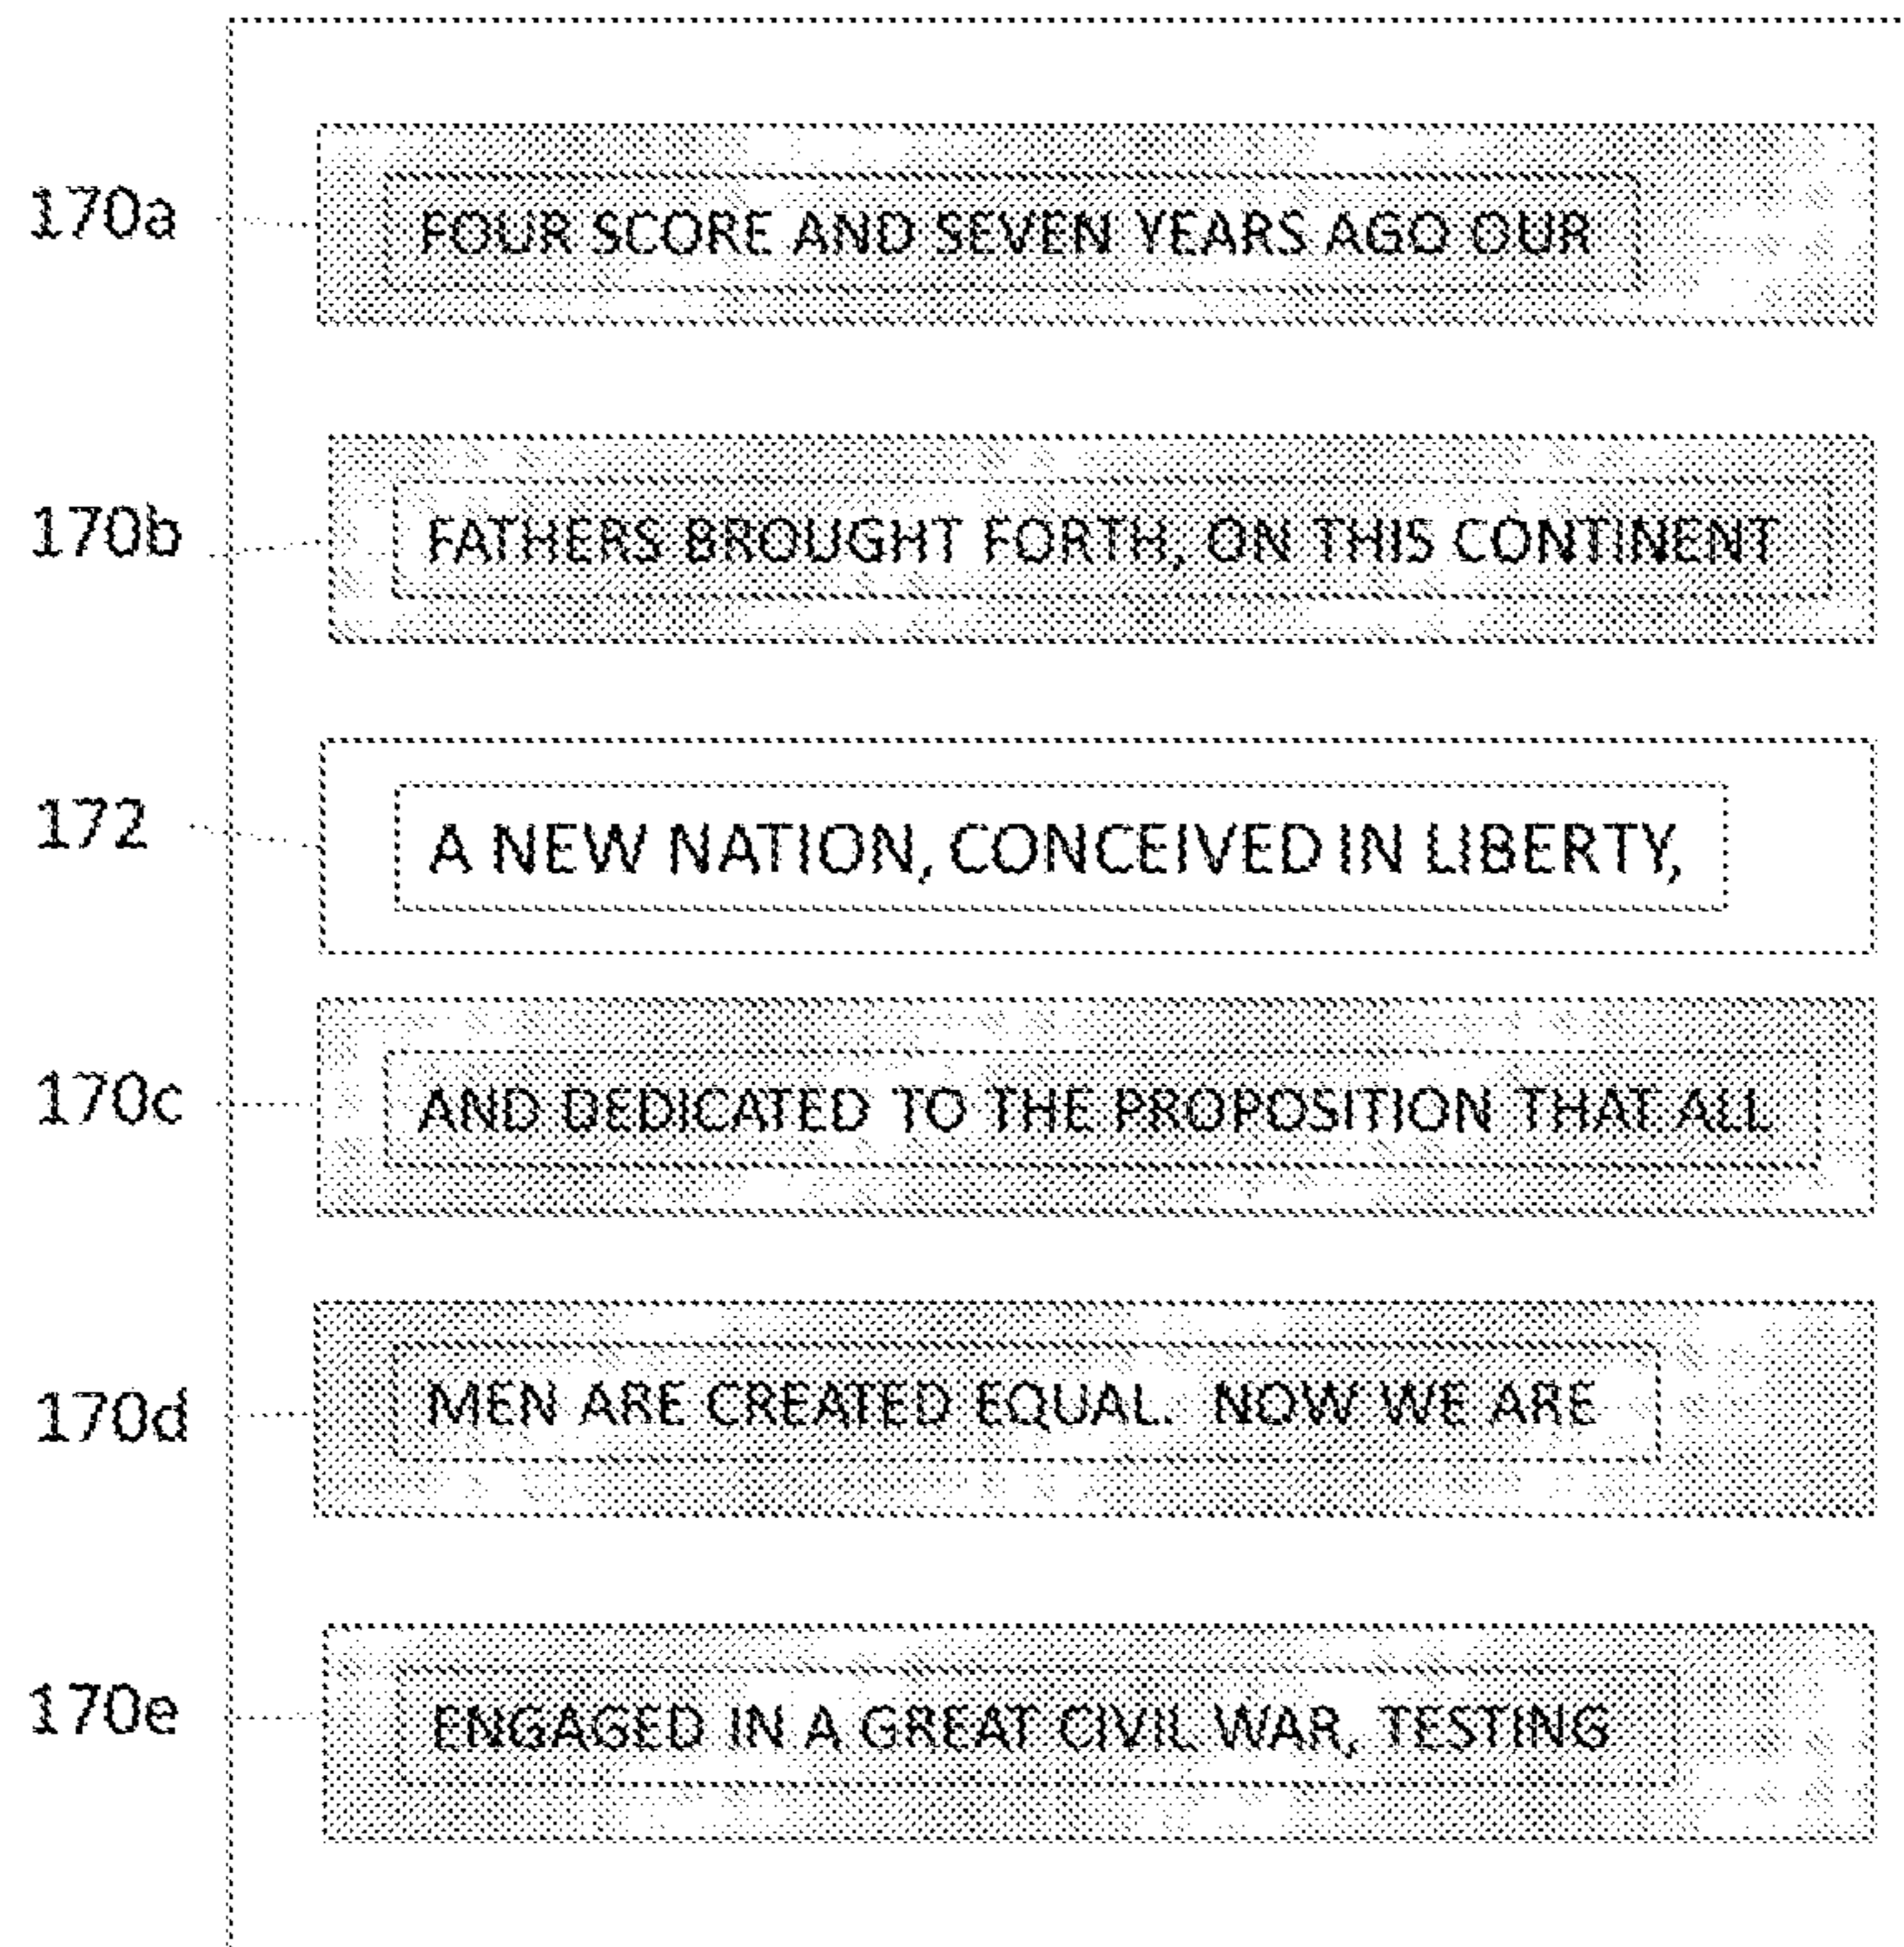 170a FOUR SCORE AND SEVEN YEARS AGO OUR
170b FATHERS BROUGHT FORTH, ON THIS CONTINENT
172 A NEW NATION, CONCEIVED IN LIBERTY,
170c AND DEDICATED TO THE PROPOSITION THAT ALL
170d MEN ARE CREATED EQUAL. NOW WE ARE
170e ENGAGED IN A GREAT CIVIL WAR, TESTING